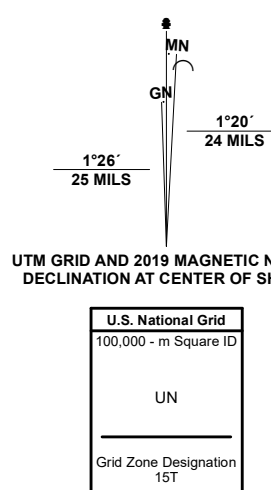 MN
GN
1°20´
24 MILS
1°26´
25 MILS
UTM GRID AND 2019 MAGNETIC N
DECLINATION AT CENTER OF SH
U.S. National Grid
100,000 - m Square ID
UN
Grid Zone Designation
15T